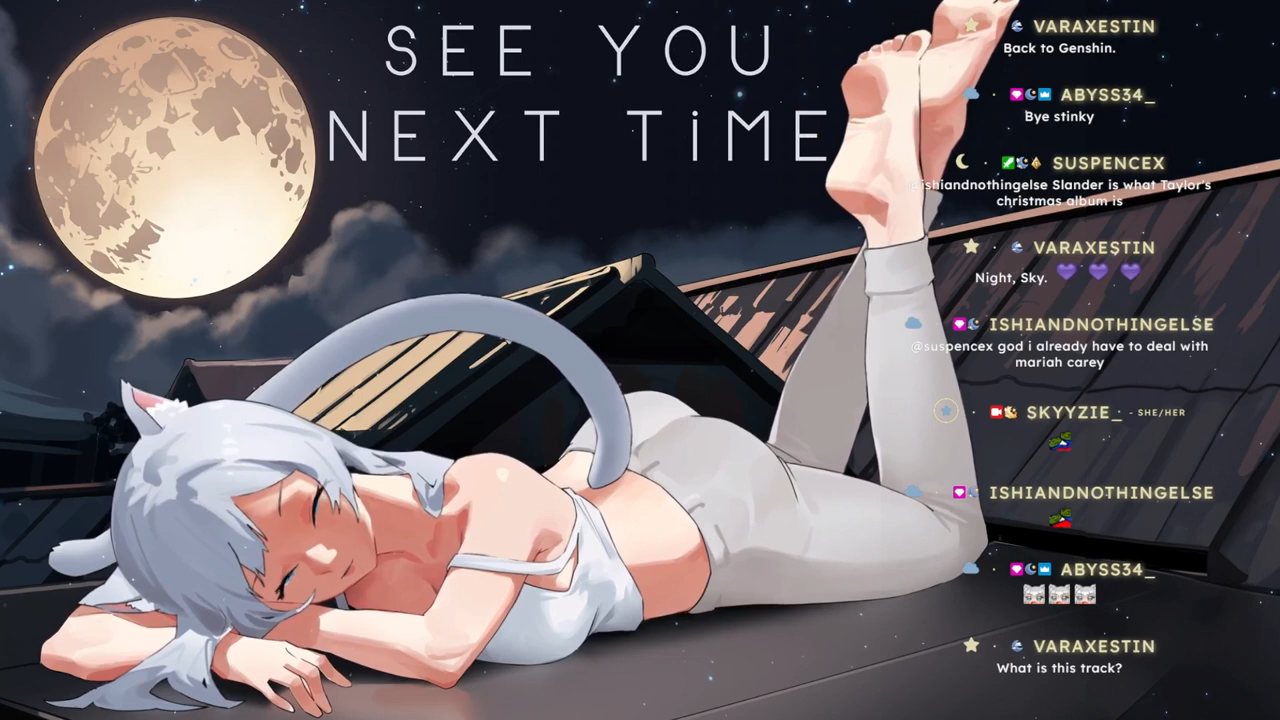 SEE YOU
NEXT TiME
VARAXESTIN
Back to Genshin.
ABYSS34_
Bye stinky
SUSPENCEX
@ishiandnothingelse Slander is what Taylor's
christmas album is
VARAXESTIN
Night, Sky. 💜 💜 💜
ISHIANDNOTHINGELSE
@suspencex god i already have to deal with
mariah carey
SKYYZIE_ - SHE/HER
ISHIANDNOTHINGELSE
ABYSS34_
VARAXESTIN
What is this track?